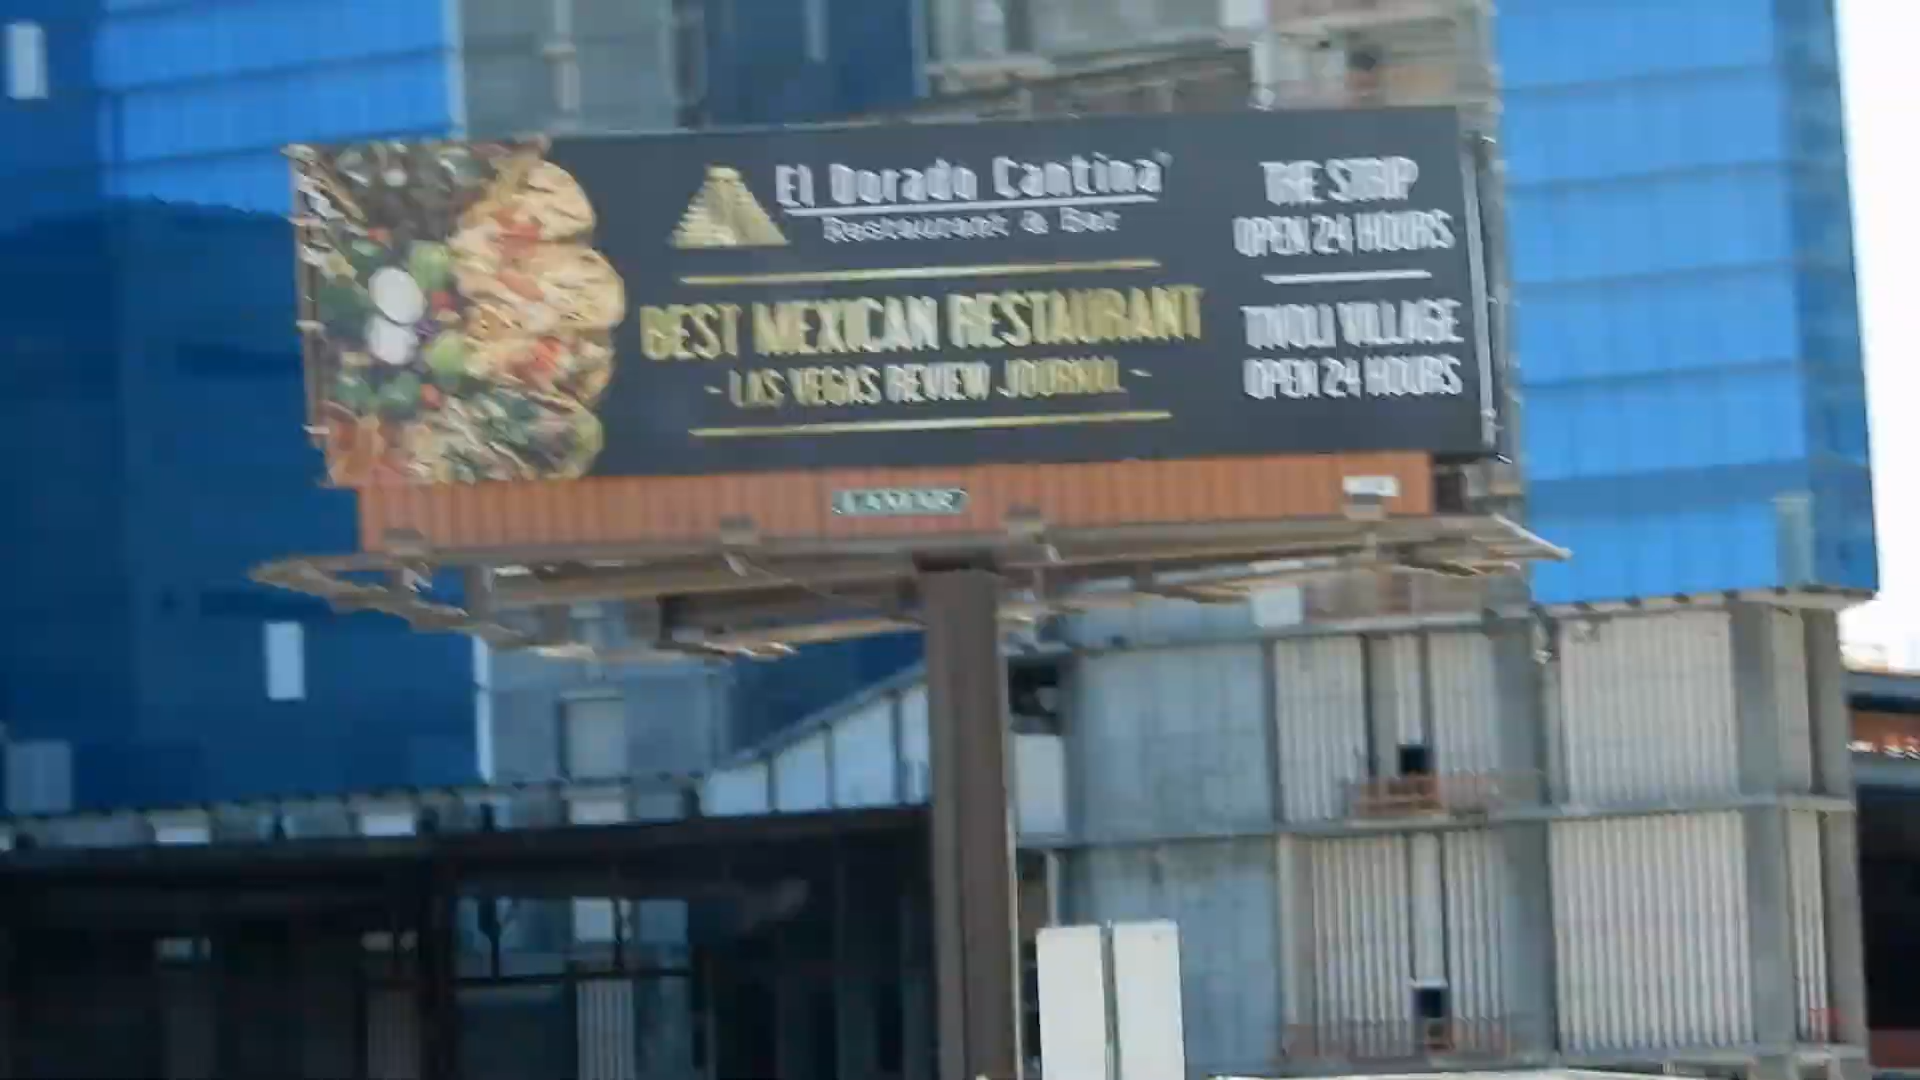 El Dorado Cantina
Restaurant & Bar
BEST MEXICAN RESTAURANT
- LAS VEGAS REVIEW JOURNAL -
THE STRIP
OPEN 24 HOURS
TIVOLI VILLAGE
OPEN 24 HOURS
LAMAR